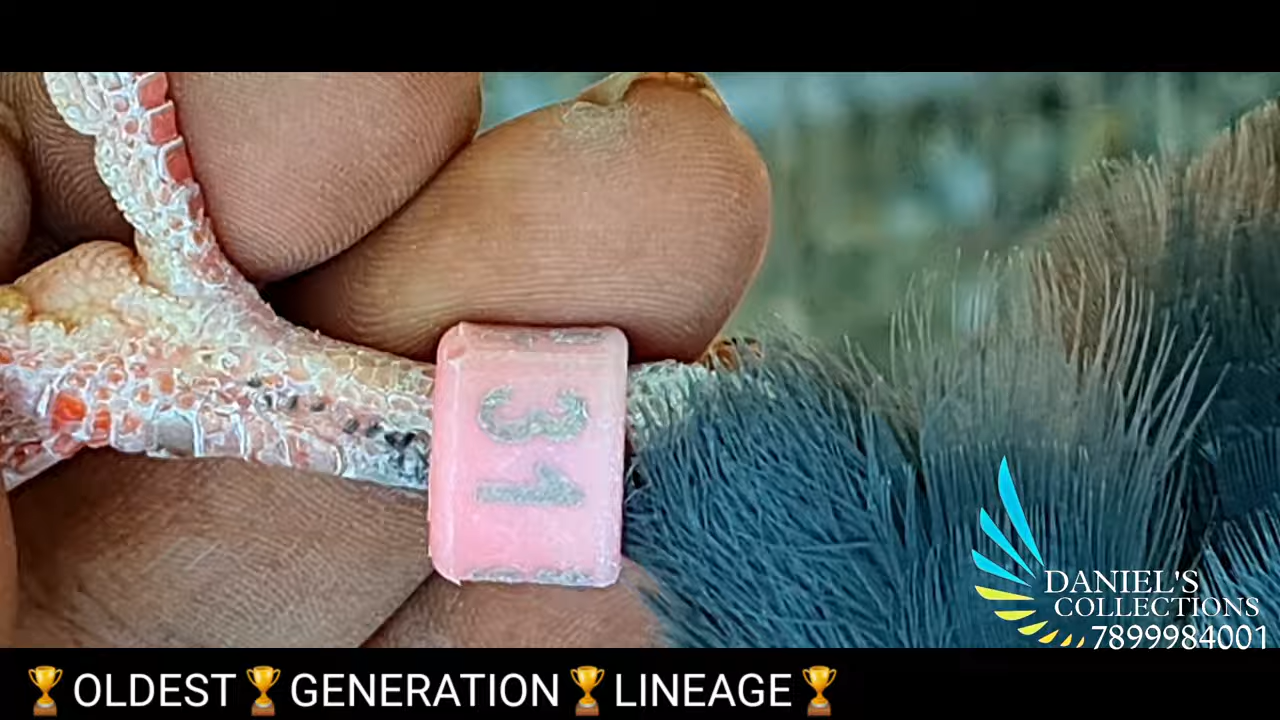 31
DANIEL'S
COLLECTIONS
7899984001
🏆OLDEST🏆GENERATION🏆LINEAGE🏆